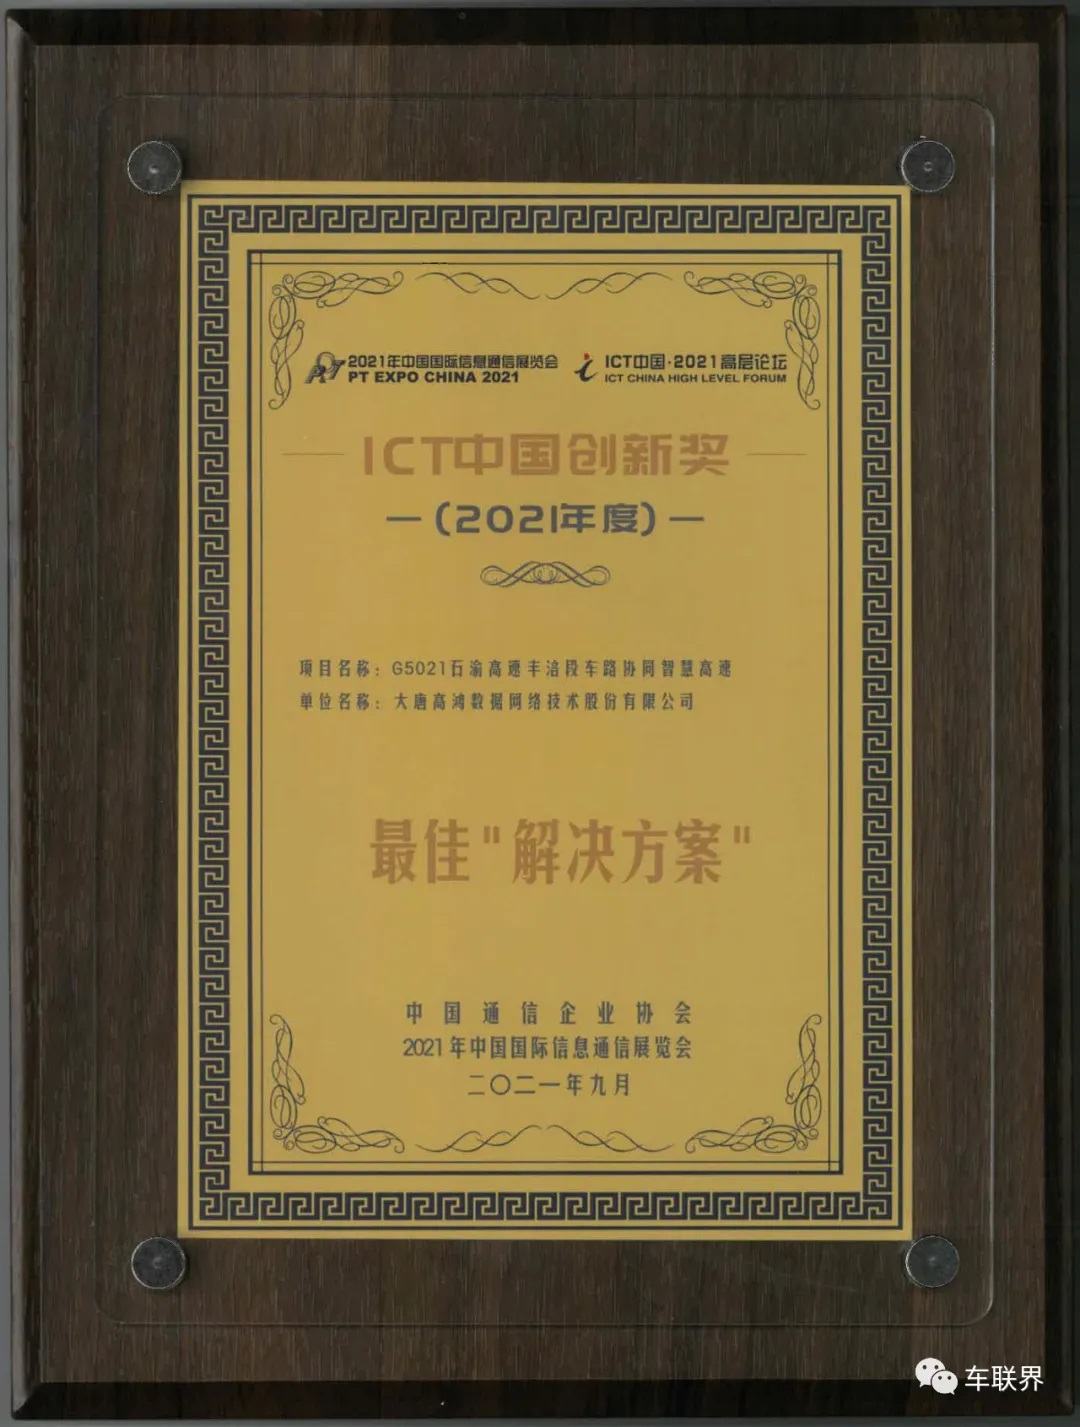 2021年中国国际信息通信展览会
PT EXPO CHINA 2021
ICT中国·2021高层论坛
ICT CHINA HIGH LEVEL FORUM
ICT中国创新奖
—(2021年度)—
项目名称：G5021石渝高速丰涪段车路协同智慧高速
单位名称：大唐高鸿数据网络技术股份有限公司
最佳"解决方案"
中国通信企业协会
2021年中国国际信息通信展览会
二〇二一年九月
车联界